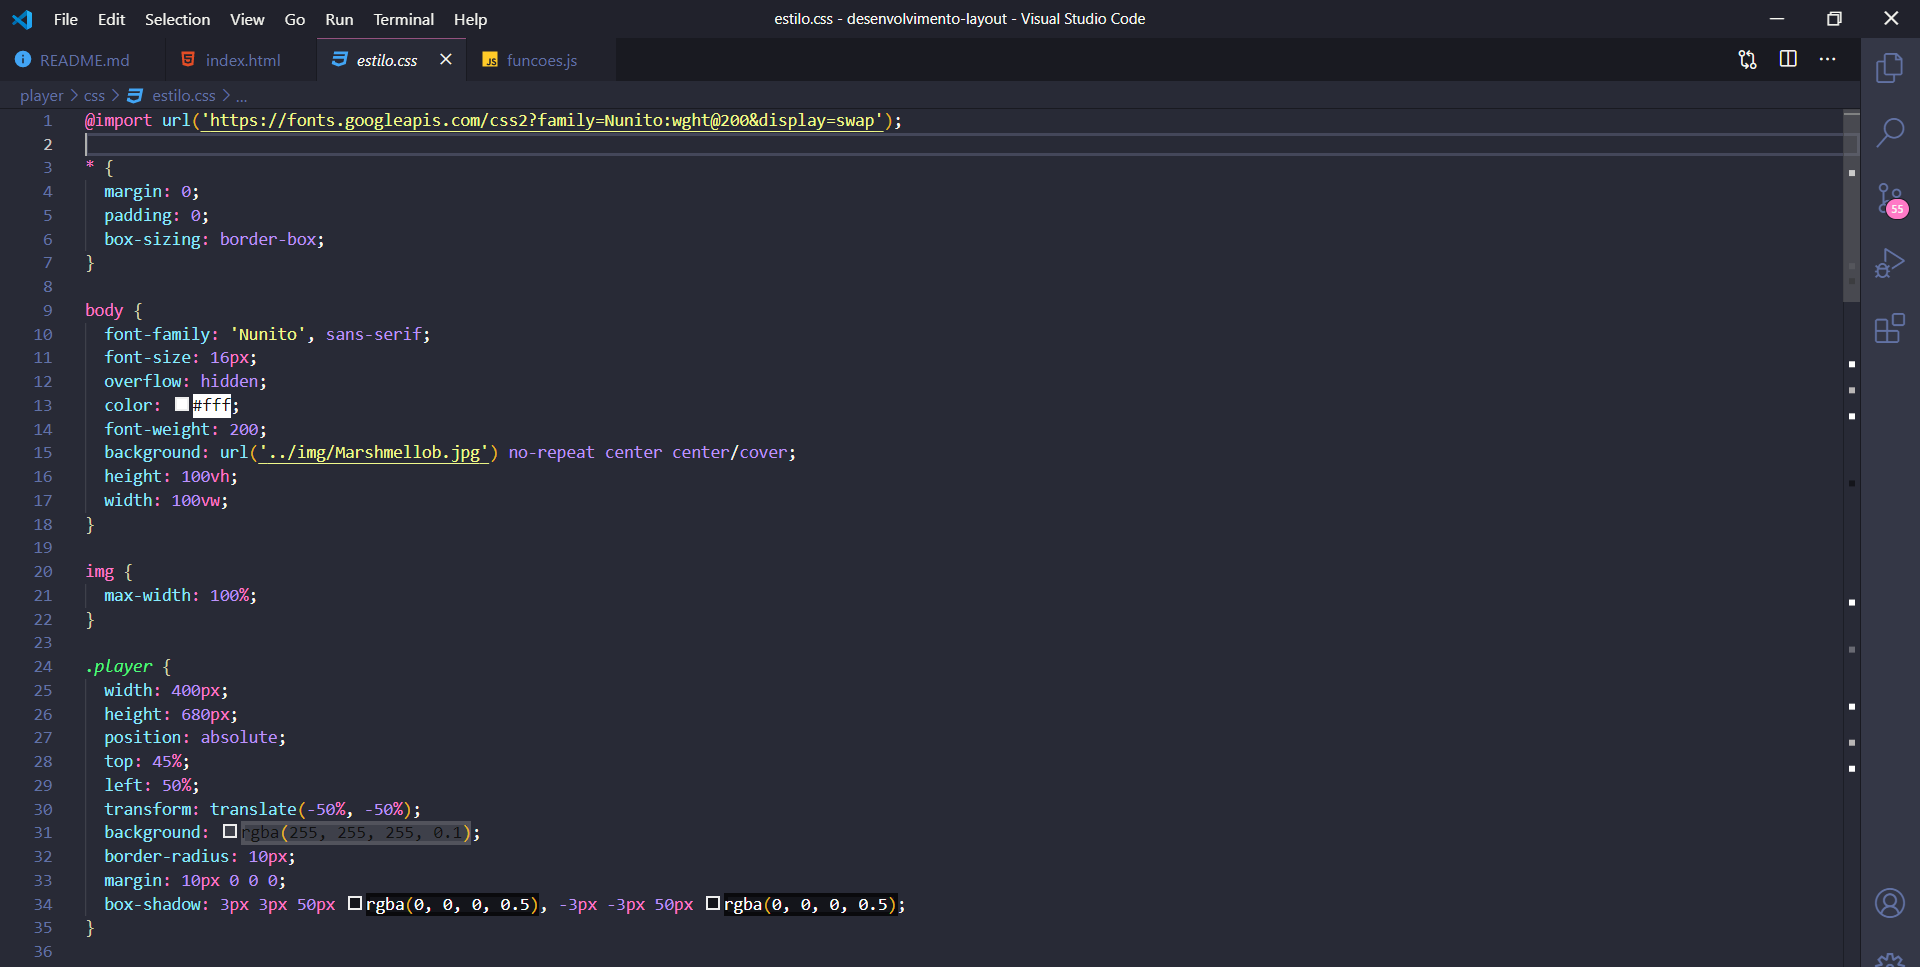 File Edit Selection View Go Run Terminal Help
estilo.css - desenvolvimento-layout - Visual Studio Code
README.md
index.html
estilo.css
JS funcoes.js
player > css > estilo.css > ...
1 @import url('https://fonts.googleapis.com/css2?family=Nunito:wght@200&display=swap');
2
3 * {
4 margin: 0;
5 padding: 0;
6 box-sizing: border-box;
7 }
8
9 body {
10 font-family: 'Nunito', sans-serif;
11 font-size: 16px;
12 overflow: hidden;
13 color: #fff;
14 font-weight: 200;
15 background: url('../img/Marshmellob.jpg') no-repeat center center/cover;
16 height: 100vh;
17 width: 100vw;
18 }
19
20 img {
21 max-width: 100%;
22 }
23
24 .player {
25 width: 400px;
26 height: 680px;
27 position: absolute;
28 top: 45%;
29 left: 50%;
30 transform: translate(-50%, -50%);
31 background: rgba(255, 255, 255, 0.1);
32 border-radius: 10px;
33 margin: 10px 0 0 0;
34 box-shadow: 3px 3px 50px rgba(0, 0, 0, 0.5), -3px -3px 50px rgba(0, 0, 0, 0.5);
35 }
36
55